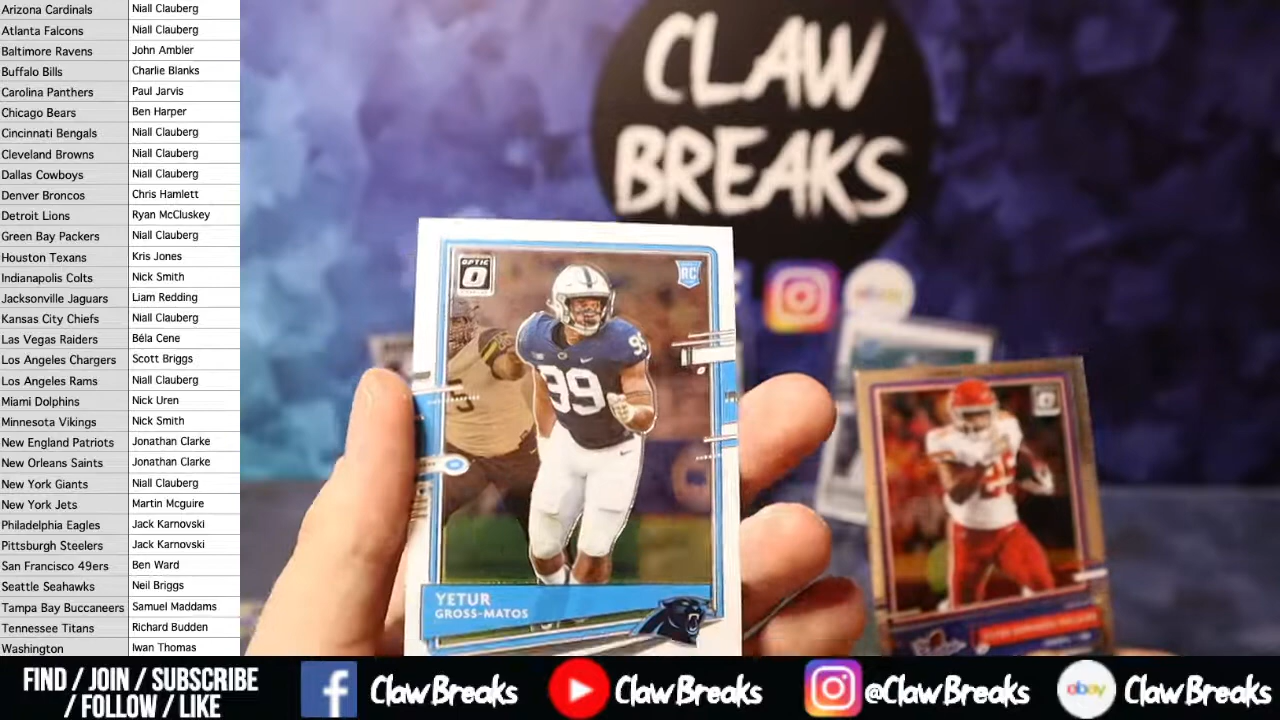 Arizona Cardinals Niall Clauberg
Atlanta Falcons Niall Clauberg
Baltimore Ravens John Ambler
Buffalo Bills Charlie Blanks
Carolina Panthers Paul Jarvis
Chicago Bears Ben Harper
Cincinnati Bengals Niall Clauberg
Cleveland Browns Niall Clauberg
Dallas Cowboys Niall Clauberg
Denver Broncos Chris Hamlett
Detroit Lions Ryan McCluskey
Green Bay Packers Niall Clauberg
Houston Texans Kris Jones
Indianapolis Colts Nick Smith
Jacksonville Jaguars Liam Redding
Kansas City Chiefs Niall Clauberg
Las Vegas Raiders Béla Cene
Los Angeles Chargers Scott Briggs
Los Angeles Rams Niall Clauberg
Miami Dolphins Nick Uren
Minnesota Vikings Nick Smith
New England Patriots Jonathan Clarke
New Orleans Saints Jonathan Clarke
New York Giants Niall Clauberg
New York Jets Martin Mcguire
Philadelphia Eagles Jack Karnovski
Pittsburgh Steelers Jack Karnovski
San Francisco 49ers Ben Ward
Seattle Seahawks Neil Briggs
Tampa Bay Buccaneers Samuel Maddams
Tennessee Titans Richard Budden
Washington Iwan Thomas
CLAW
BREAKS
ebay
OPTIC
O
RC
99
99
YETUR
GROSS-MATOS
25
FIND / JOIN / SUBSCRIBE
/ FOLLOW / LIKE
f ClawBreaks
ClawBreaks
@ClawBreaks
ebay ClawBreaks